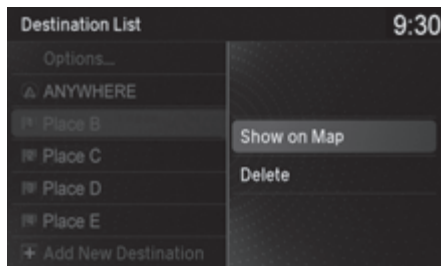 Destination List
9:30
Options...
ANYWHERE
Place B
Place C
Place D
Place E
Add New Destination
Show on Map
Delete